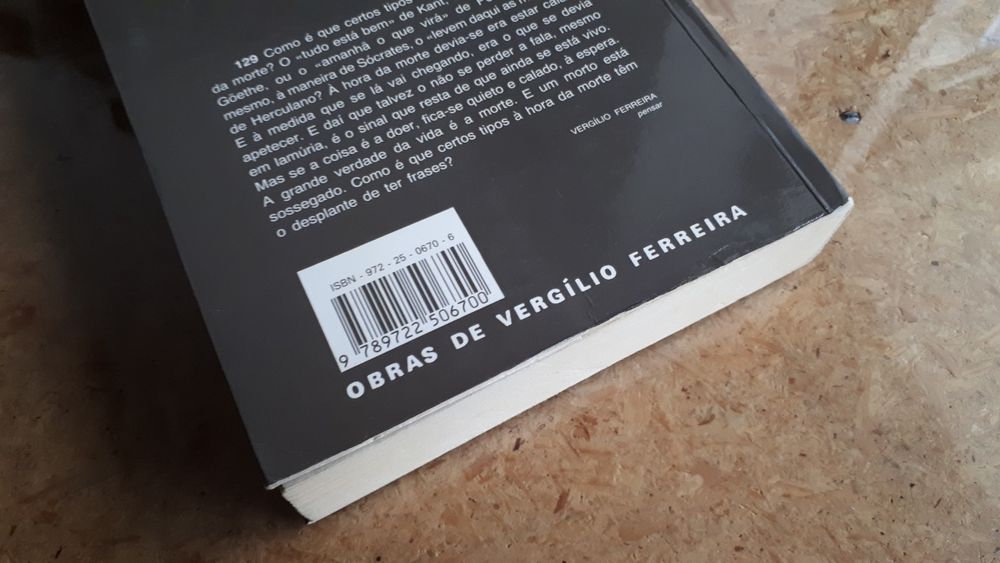 129 Como é que certos tipos
da morte? O «tudo está bem» de Kant,
Góethe, ou o «amanhã o que virá» de
mesmo, à maneira de Sócrates, o «levem daqui as
de Herculano? À hora da morte devia-se era estar
E à medida que se lá vai chegando, era o que se devia
apetecer. E daí que talvez o não se perder a fala, mesmo
em lamúria, é o sinal que resta de que ainda se está vivo.
Mas se a coisa é a doer, fica-se quieto e calado, à espera.
A grande verdade da vida é a morte. E um morto está
sossegado. Como é que certos tipos à hora da morte têm
o desplante de ter frases?
VERGÍLIO FERREIRA
pensar
ISBN - 972 - 25 - 0670 - 6
9 789722 506700
OBRAS DE VERGÍLIO FERREIRA